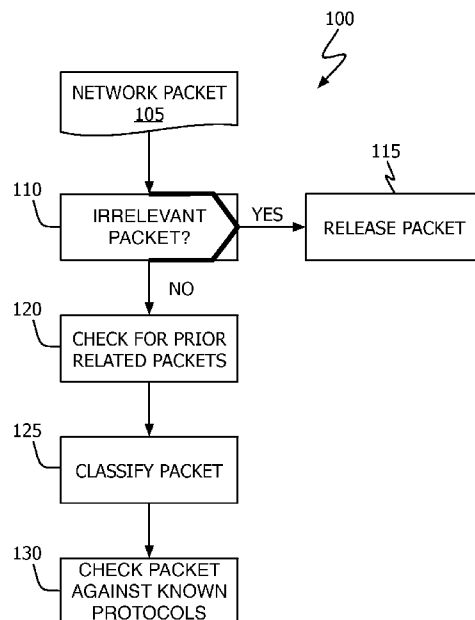 100
NETWORK PACKET
105
115
110
IRRELEVANT
PACKET?
YES
RELEASE PACKET
NO
120
CHECK FOR PRIOR
RELATED PACKETS
125
CLASSIFY PACKET
130
CHECK PACKET
AGAINST KNOWN
PROTOCOLS